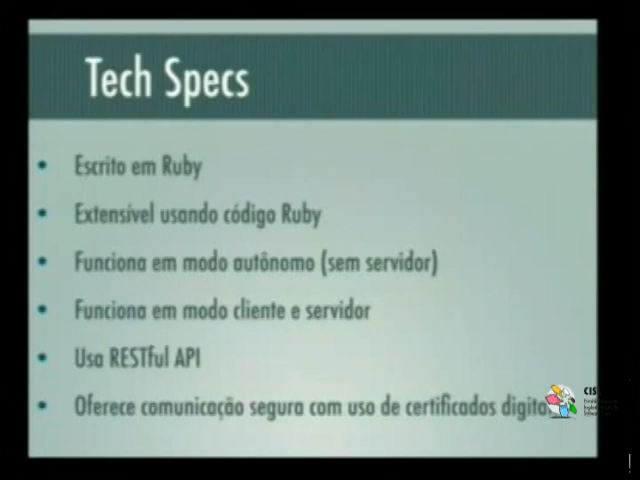 Tech Specs
• Escrito em Ruby
• Extensível usando código Ruby
• Funciona em modo autônomo (sem servidor)
• Funciona em modo cliente e servidor
• Usa RESTful API
• Oferece comunicação segura com uso de certificados
CIS